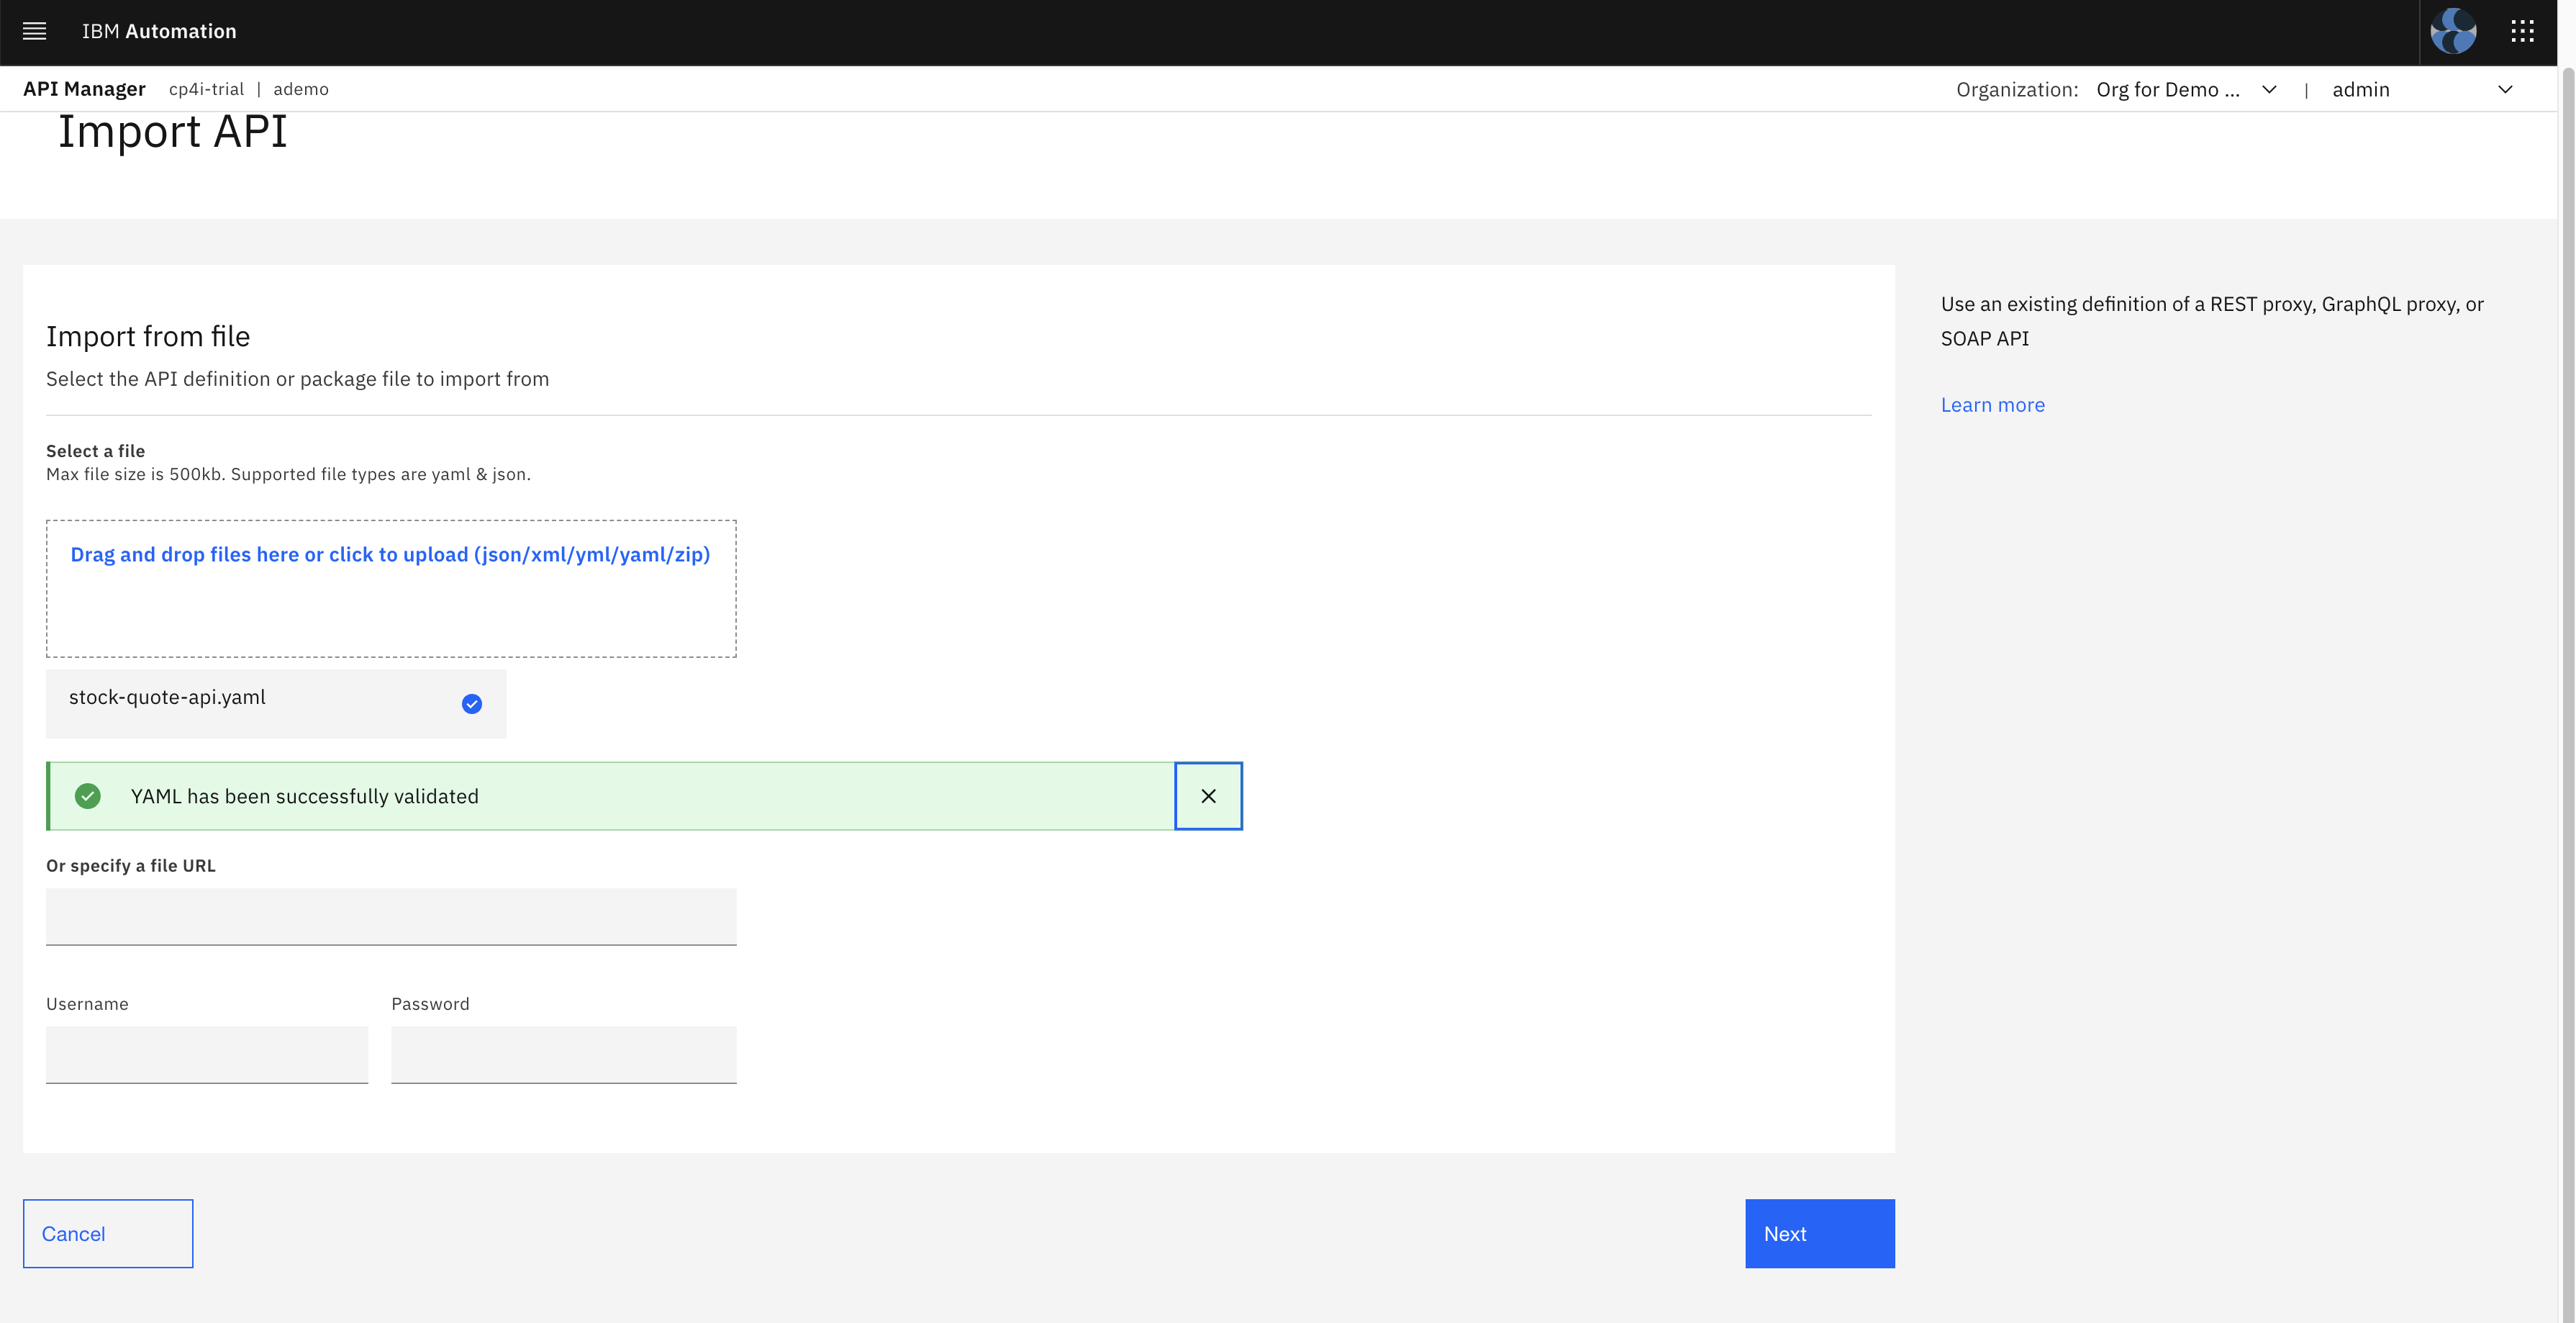 IBM Automation
API Manager cp4i-trial | ademo Organization: Org for Demo ... | admin
Import API
Import from file
Select the API definition or package file to import from
Select a file
Max file size is 500kb. Supported file types are yaml & json.
Drag and drop files here or click to upload (json/xml/yml/yaml/zip)
stock-quote-api.yaml
YAML has been successfully validated
Or specify a file URL
Username Password
Cancel Next
Use an existing definition of a REST proxy, GraphQL proxy, or
SOAP API
Learn more